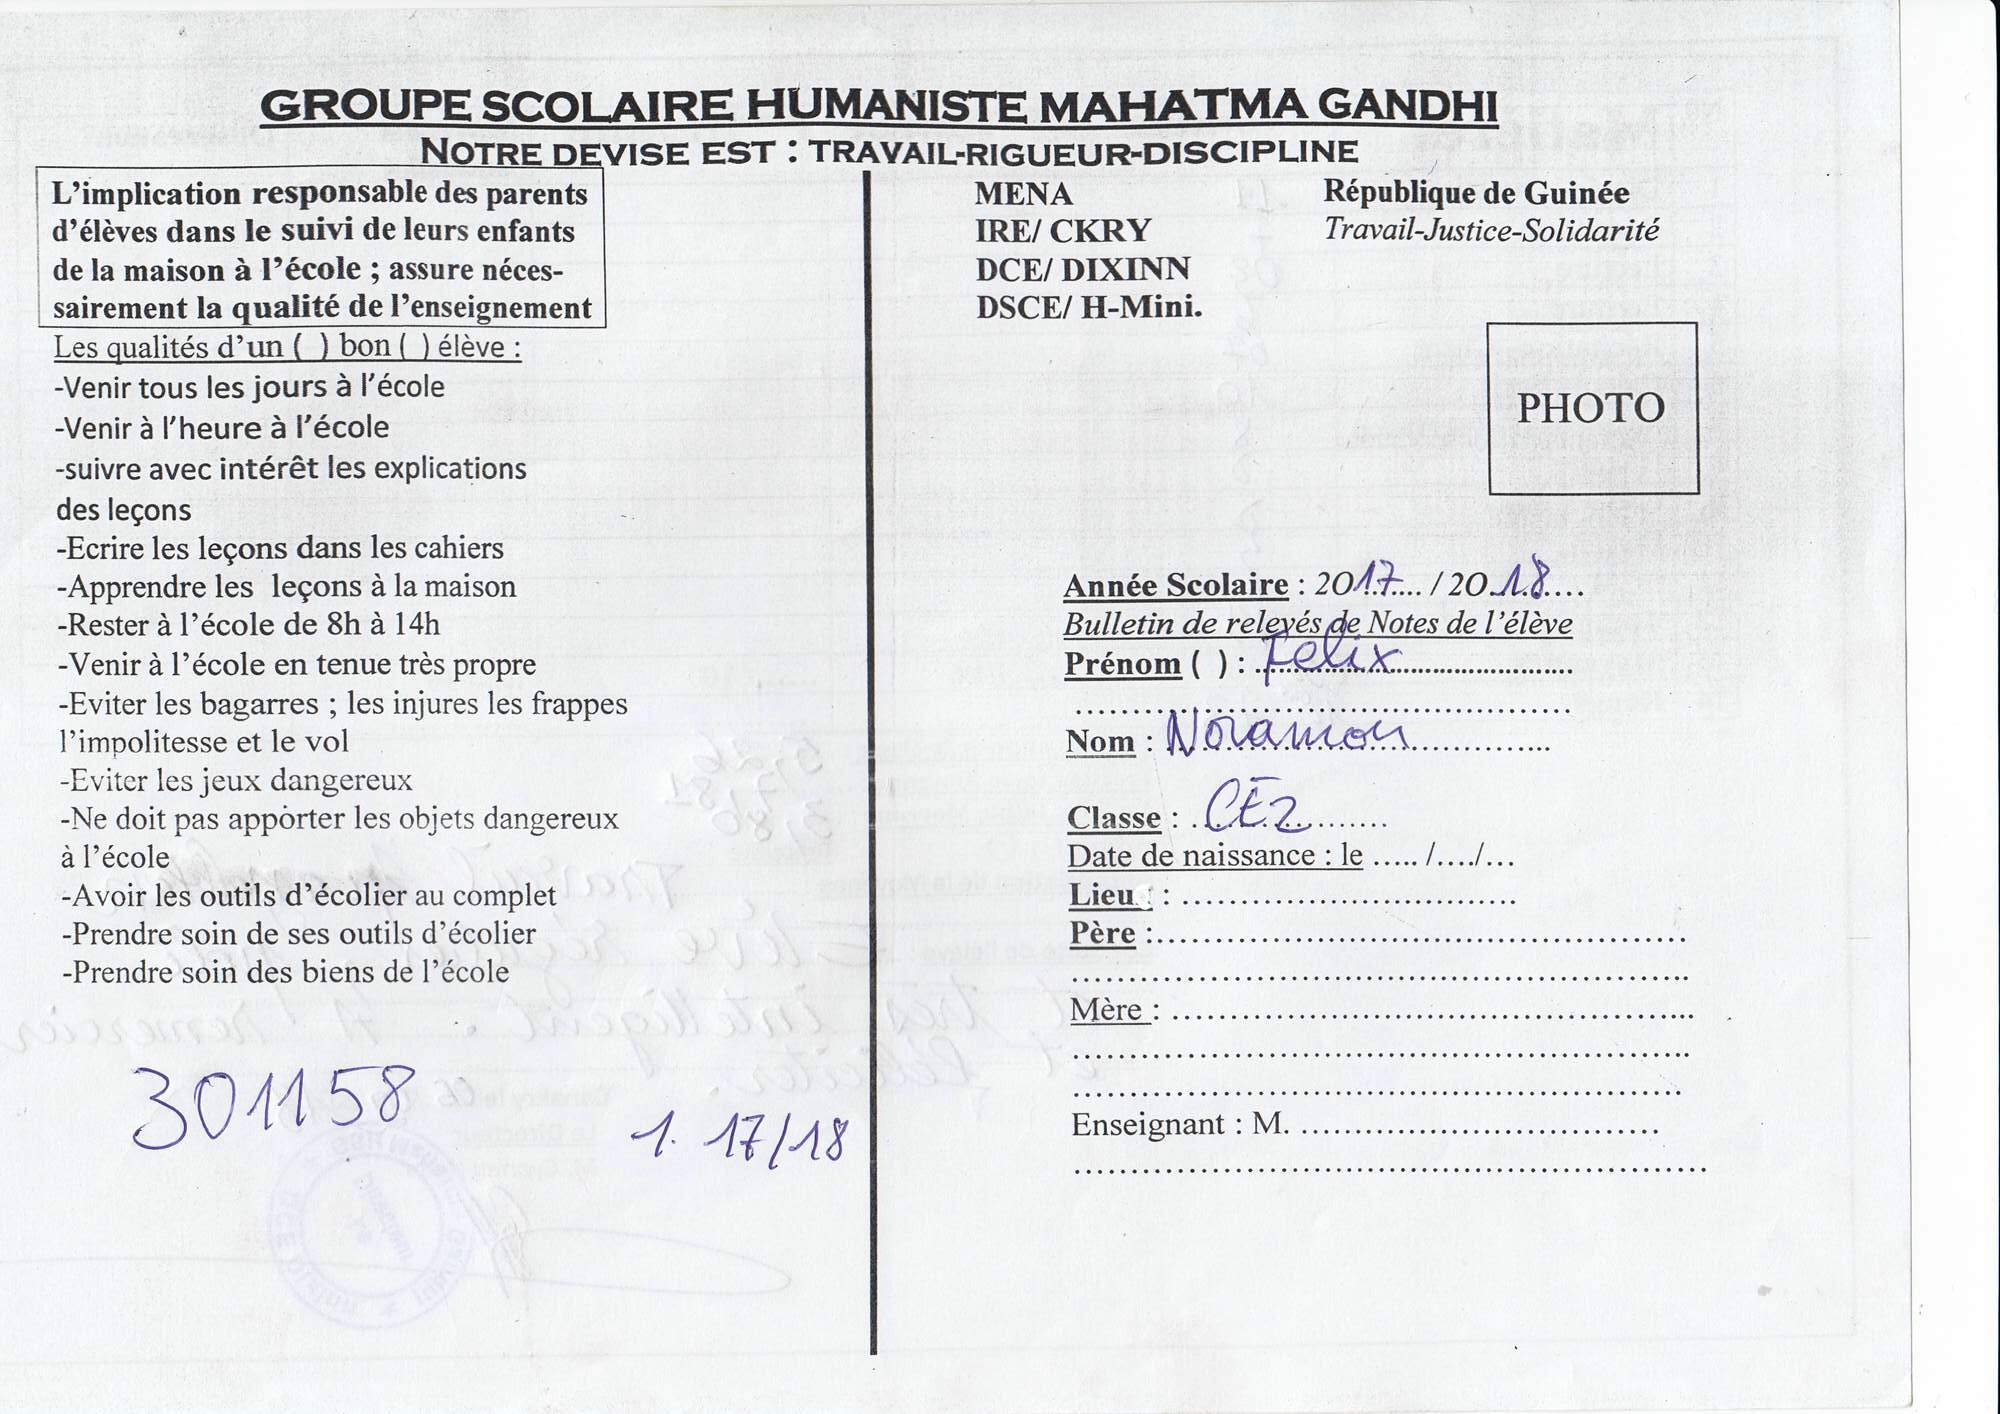 GROUPE SCOLAIRE HUMANISTE MAHATMA GANDHI
NOTRE DEVISE EST : TRAVAIL-RIGUEUR-DISCIPLINE
L'implication responsable des parents
d'élèves dans le suivi de leurs enfants
de la maison à l'école ; assure néces-
sairement la qualité de l'enseignement
Les qualités d'un ( ) bon ( ) élève :
-Venir tous les jours à l'école
-Venir à l'heure à l'école
-suivre avec intérêt les explications
des leçons
-Ecrire les leçons dans les cahiers
-Apprendre les leçons à la maison
-Rester à l'école de 8h à 14h
-Venir à l'école en tenue très propre
-Eviter les bagarres ; les injures les frappes
l'impolitesse et le vol
-Eviter les jeux dangereux
-Ne doit pas apporter les objets dangereux
à l'école
-Avoir les outils d'écolier au complet
-Prendre soin de ses outils d'écolier
-Prendre soin des biens de l'école
301158
1. 17/18
MENA
IRE/ CKRY
DCE/ DIXINN
DSCE/ H-Mini.
République de Guinée
Travail-Justice-Solidarité
PHOTO
Année Scolaire : 2017.... / 20.18....
Bulletin de relevés de Notes de l'élève
Prénom ( ) : Felix
Nom : Noramou
Classe : CE2
Date de naissance : le ..... /..../...
Lieu :
Père :
Mère :
Enseignant : M.